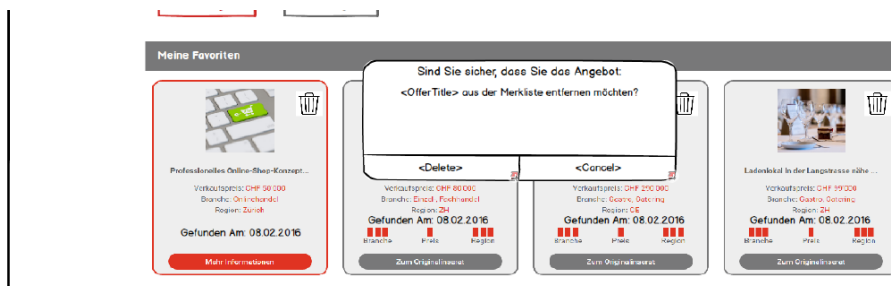 Meine Favoriten
Sind Sie sicher, dass Sie das Angebot:
<OfferTitle> aus der Merkliste entfernen möchten?
<Delete>
<Cancel>
Professionelles Online-Shop-Konzept...
Verkaufspreis: CHF 50'000
Branche: Onlinehandel
Region: Zürich
Gefunden Am: 08.02.2016
Mehr Informationen
Verkaufspreis: CHF 80'000
Branche: Einzel-, Fachhandel
Region: ZH
Gefunden Am: 08.02.2016
Branche Preis Region
Zum Originalinserat
Verkaufspreis: CHF 290'000
Branche: Gastro, Catering
Region: GE
Gefunden Am: 08.02.2016
Branche Preis Region
Zum Originalinserat
Ladenlokal in der Langstrasse nähe ...
Verkaufspreis: CHF 99'000
Branche: Gastro, Catering
Region: ZH
Gefunden Am: 08.02.2016
Branche Preis Region
Zum Originalinserat